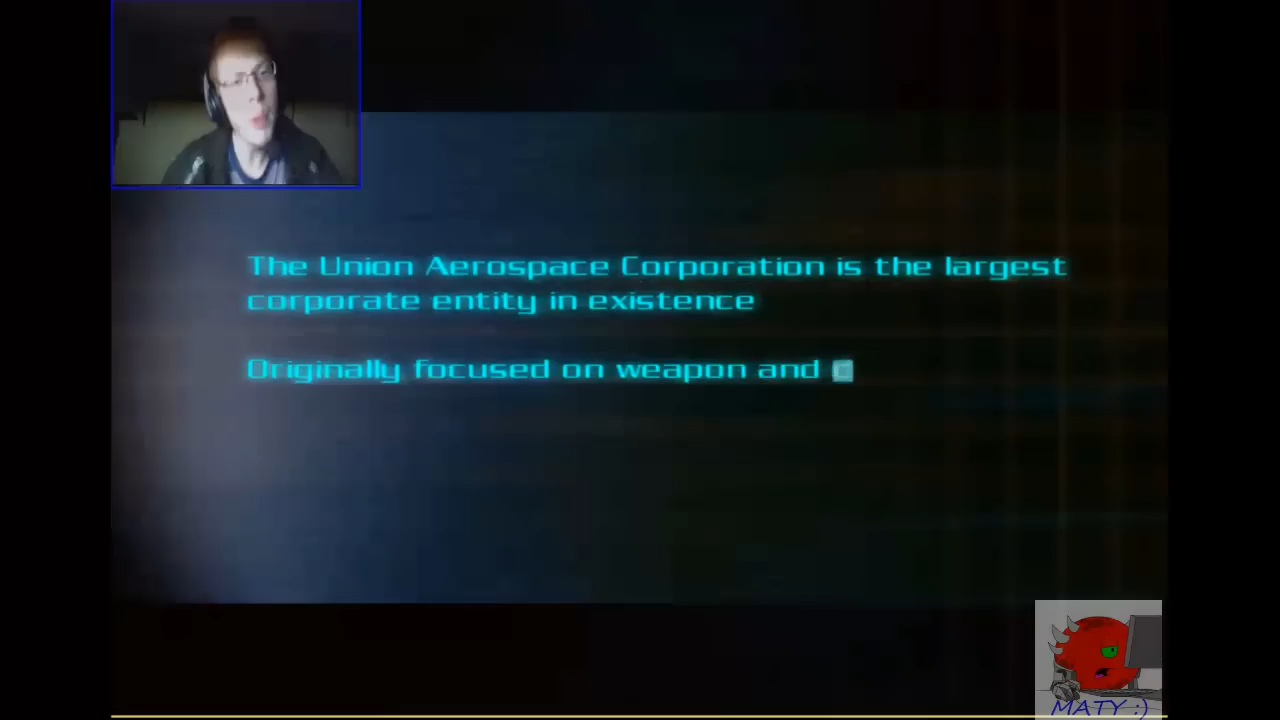 The Union Aerospace Corporation is the largest
corporate entity in existence
Originally focused on weapon and
MATY :)